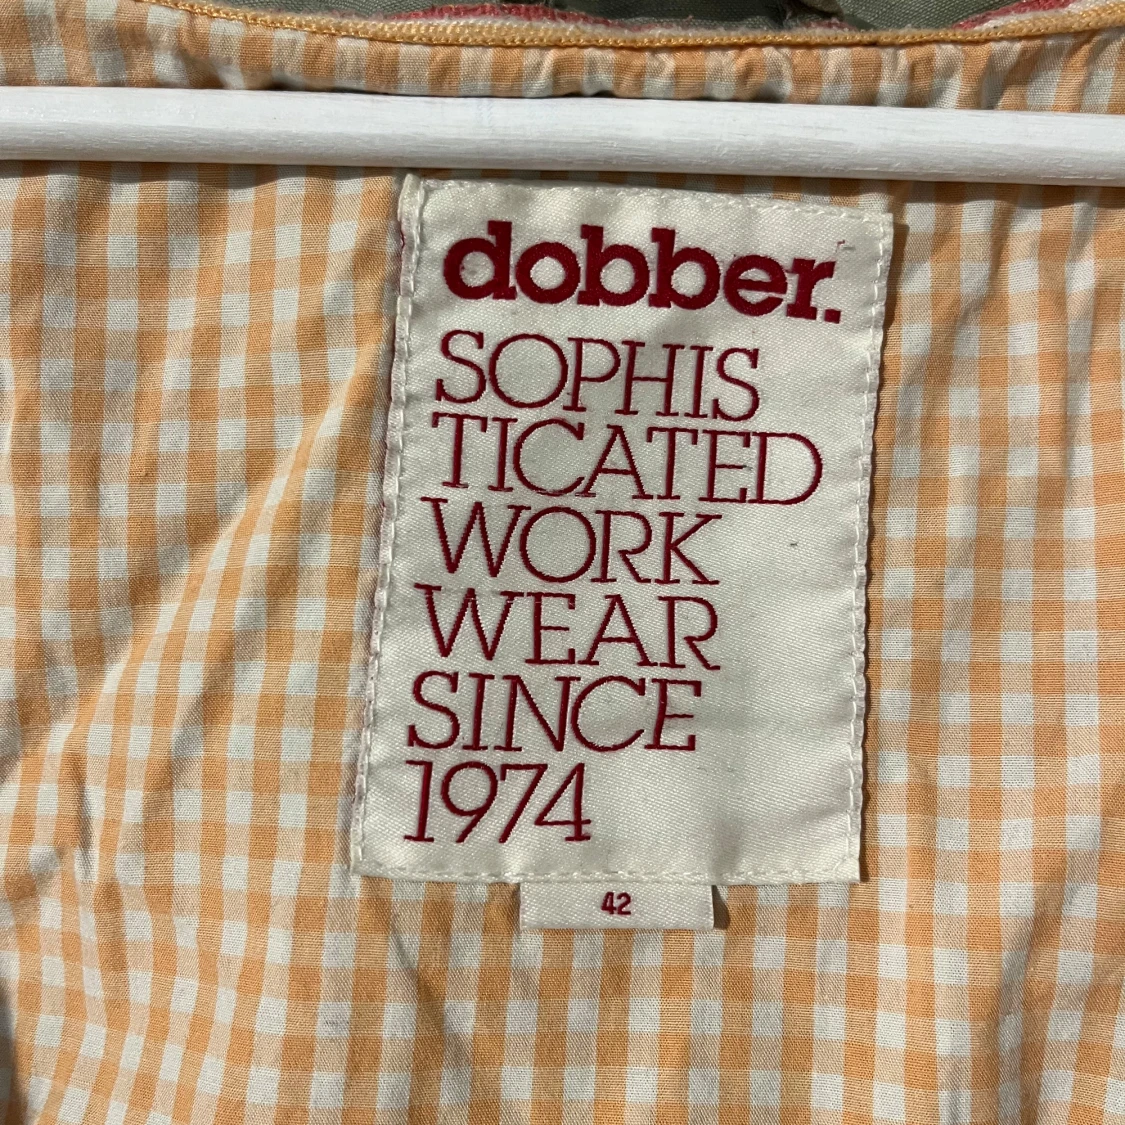 dobber.
SOPHIS
TICATED
WORK
WEAR
SINCE
1974
42